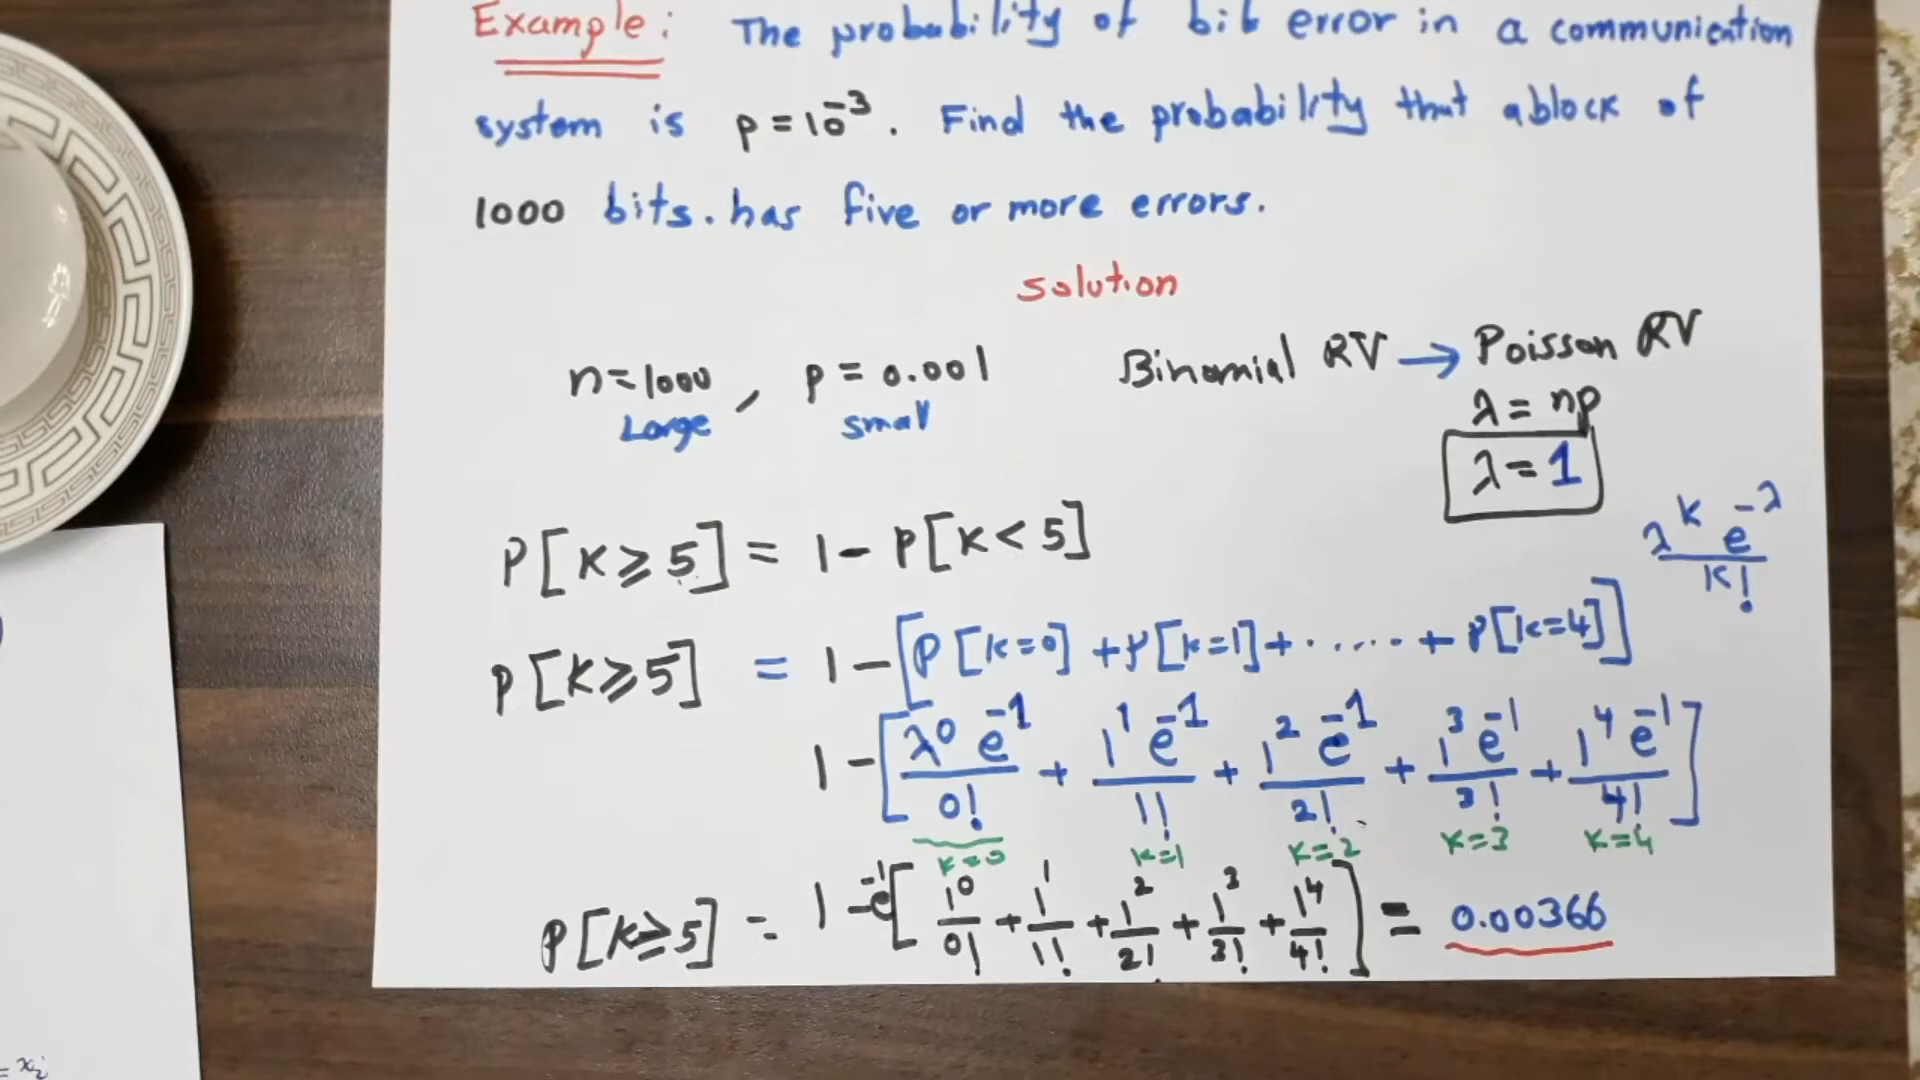 Example: The probability of bit error in a communiction
system is p = 10⁻³. Find the probability that a block of
1000 bits. has five or more errors.
solution
n=1000 , p = 0.001 Binomial RV → Poisson RV
Large small λ = np
λ = 1
λ^K e^-λ / K!
P[K ≥ 5] = 1 - P[K < 5]
P[K ≥ 5] = 1 - [P[k=0] + P[k=1] + ..... + P[k=4]]
1 - [λ⁰ e⁻¹ / 0! + 1¹ e⁻¹ / 1! + 1² e⁻¹ / 2! + 1³ e⁻¹ / 3! + 1⁴ e⁻¹ / 4!]
K=0 K=1 K=2 K=3 K=4
P[K ≥ 5] = 1 - e⁻¹ [1⁰/0! + 1¹/1! + 1²/2! + 1³/3! + 1⁴/4!] = 0.00366
= xi